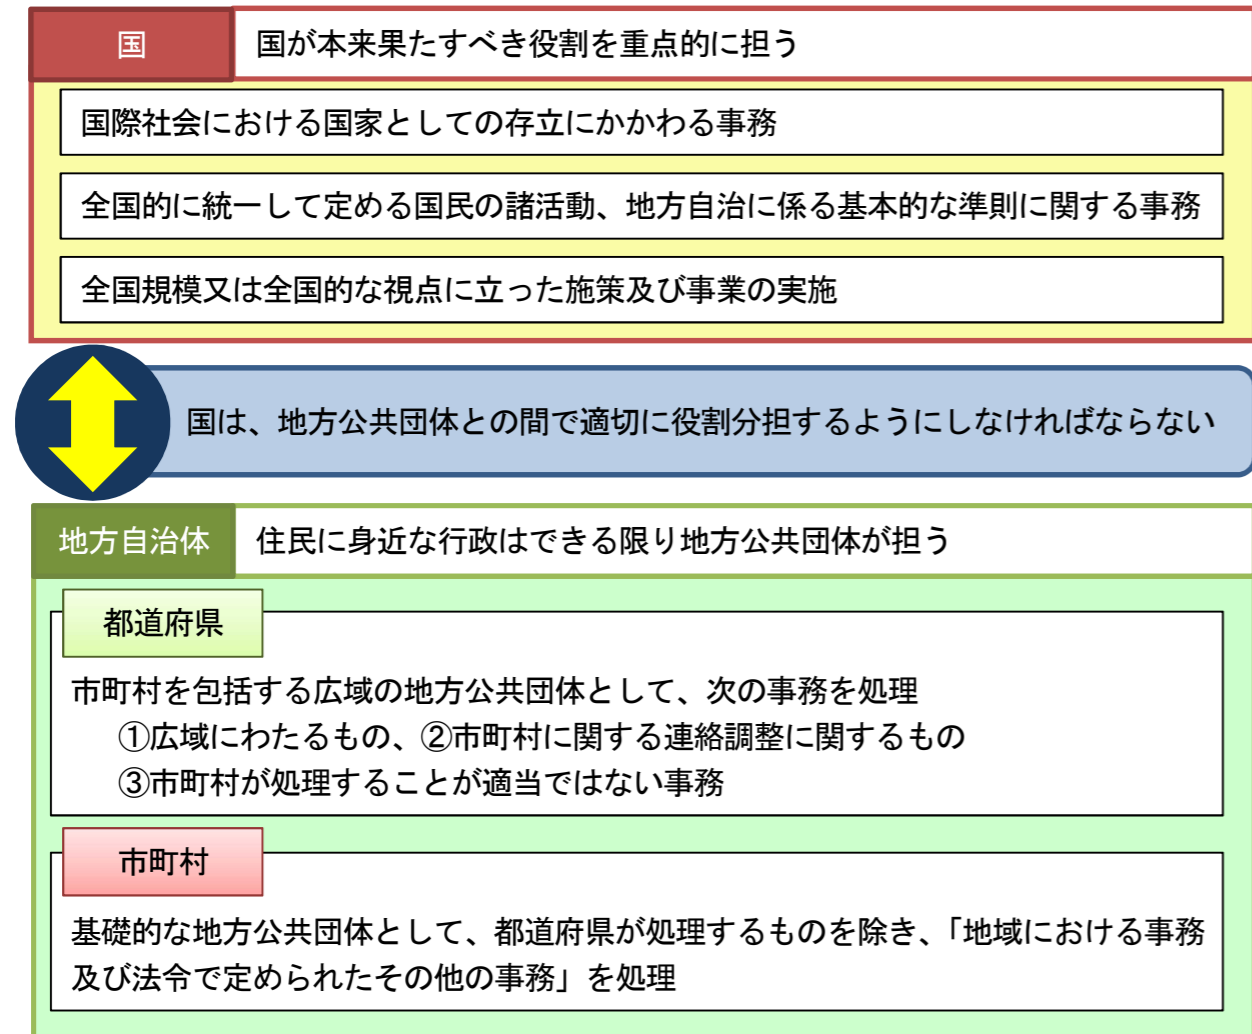 国
国が本来果たすべき役割を重点的に担う
国際社会における国家としての存立にかかわる事務
全国的に統一して定める国民の諸活動、地方自治に係る基本的な準則に関する事務
全国規模又は全国的な視点に立った施策及び事業の実施
国は、地方公共団体との間で適切に役割分担するようにしなければならない
地方自治体
住民に身近な行政はできる限り地方公共団体が担う
都道府県
市町村を包括する広域の地方公共団体として、次の事務を処理
①広域にわたるもの、②市町村に関する連絡調整に関するもの
③市町村が処理することが適当ではない事務
市町村
基礎的な地方公共団体として、都道府県が処理するものを除き、「地域における事務
及び法令で定められたその他の事務」を処理